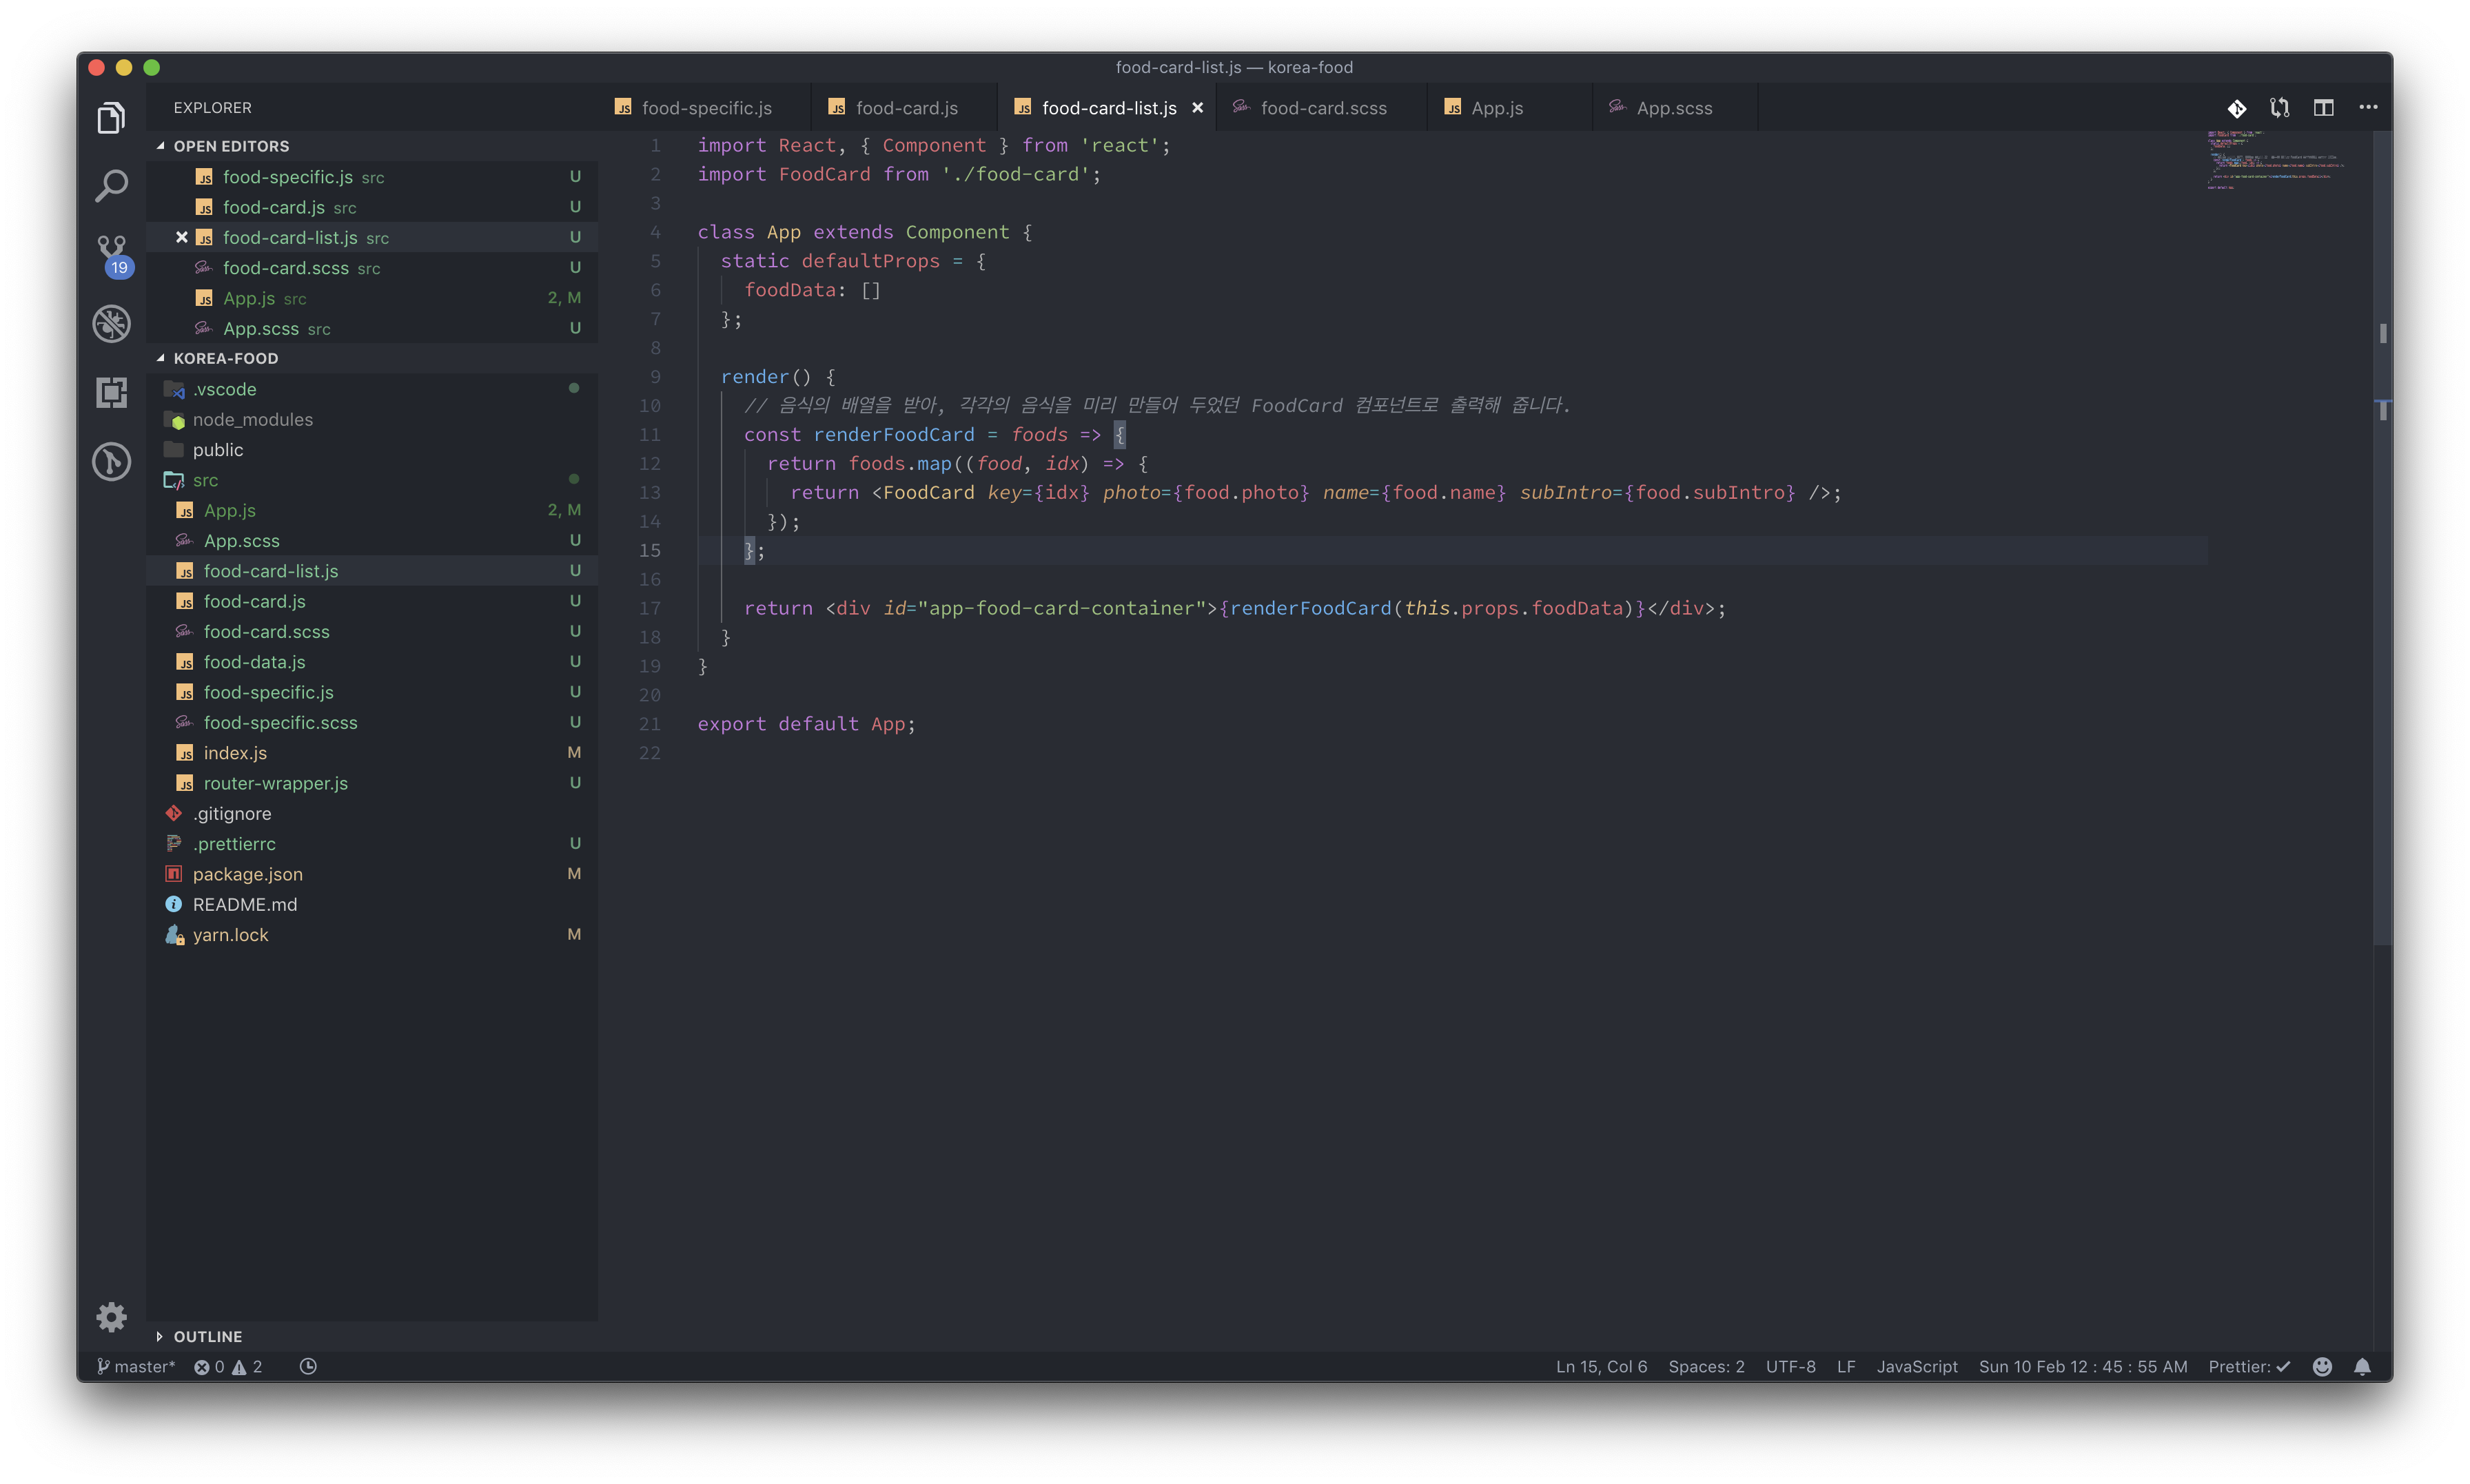 food-card-list.js — korea-food
EXPLORER
food-specific.js
food-card.js
food-card-list.js
food-card.scss
App.js
App.scss
OPEN EDITORS
food-specific.js src U
food-card.js src U
food-card-list.js src U
food-card.scss src U
App.js src 2, M
App.scss src U
KOREA-FOOD
.vscode
node_modules
public
src
App.js 2, M
App.scss U
food-card-list.js U
food-card.js U
food-card.scss U
food-data.js U
food-specific.js U
food-specific.scss U
index.js M
router-wrapper.js U
.gitignore
.prettierrc U
package.json M
README.md
yarn.lock M
OUTLINE
19
1 import React, { Component } from 'react';
2 import FoodCard from './food-card';
3
4 class App extends Component {
5 static defaultProps = {
6 foodData: []
7 };
8
9 render() {
10 // 음식의 배열을 받아, 각각의 음식을 미리 만들어 두었던 FoodCard 컴포넌트로 출력해 줍니다.
11 const renderFoodCard = foods => {
12 return foods.map((food, idx) => {
13 return <FoodCard key={idx} photo={food.photo} name={food.name} subIntro={food.subIntro} />;
14 });
15 };
16
17 return <div id="app-food-card-container">{renderFoodCard(this.props.foodData)}</div>;
18 }
19 }
20
21 export default App;
22
master* 0 2 Ln 15, Col 6 Spaces: 2 UTF-8 LF JavaScript Sun 10 Feb 12 : 45 : 55 AM Prettier: ✓